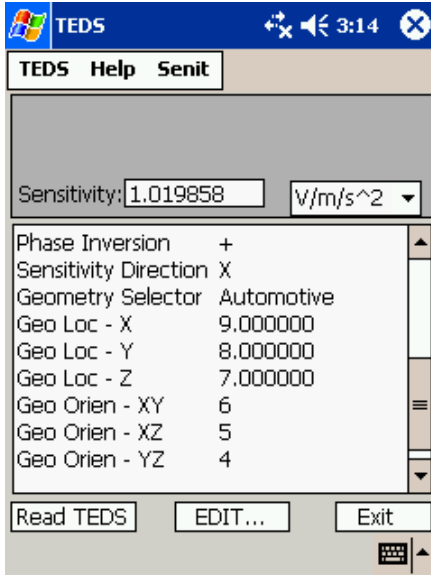 TEDS 3:14
TEDS Help Senit
Sensitivity: 1.019858 V/m/s^2
Phase Inversion +
Sensitivity Direction X
Geometry Selector Automotive
Geo Loc - X 9.000000
Geo Loc - Y 8.000000
Geo Loc - Z 7.000000
Geo Orien - XY 6
Geo Orien - XZ 5
Geo Orien - YZ 4
Read TEDS EDIT... Exit